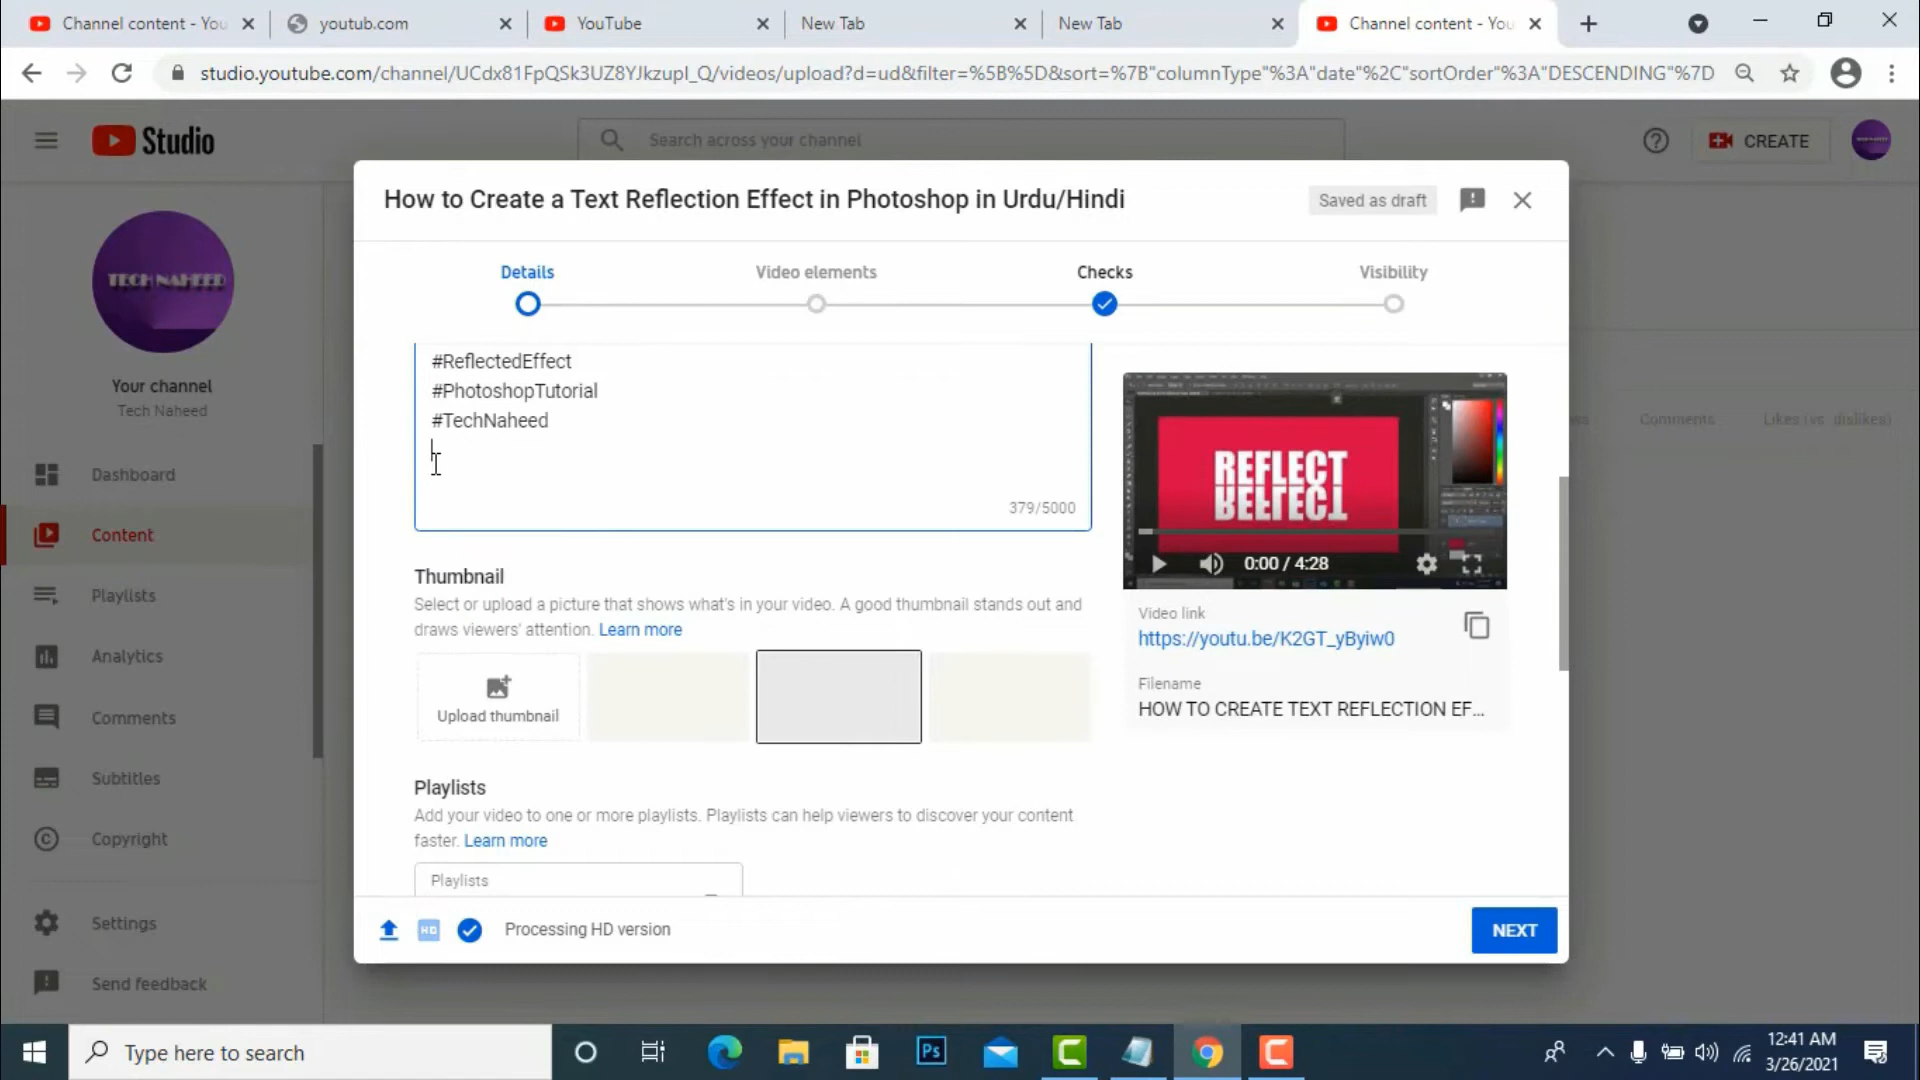 Channel content - You
youtub.com
YouTube
New Tab
New Tab
Channel content - You
studio.youtube.com/channel/UCdx81FpQSk3UZ8YJkzupl_Q/videos/upload?d=ud&filter=%5B%5D&sort=%7B"columnType"%3A"date"%2C"sortOrder"%3A"DESCENDING"%7D
Studio
Search across your channel
CREATE
How to Create a Text Reflection Effect in Photoshop in Urdu/Hindi
Saved as draft
Details
Video elements
Checks
Visibility
TECH NAHEED
Your channel
Tech Naheed
Dashboard
Content
Playlists
Analytics
Comments
Subtitles
Copyright
Settings
Send feedback
#ReflectedEffect
#PhotoshopTutorial
#TechNaheed
379/5000
Thumbnail
Select or upload a picture that shows what's in your video. A good thumbnail stands out and
draws viewers' attention. Learn more
Upload thumbnail
Playlists
Add your video to one or more playlists. Playlists can help viewers to discover your content
faster. Learn more
Playlists
REFLECT
REFLECT
0:00 / 4:28
Video link
https://youtu.be/K2GT_yByiw0
Filename
HOW TO CREATE TEXT REFLECTION EF...
Comments
Likes (vs. dislikes)
HD
Processing HD version
NEXT
Type here to search
Ps
12:41 AM
3/26/2021